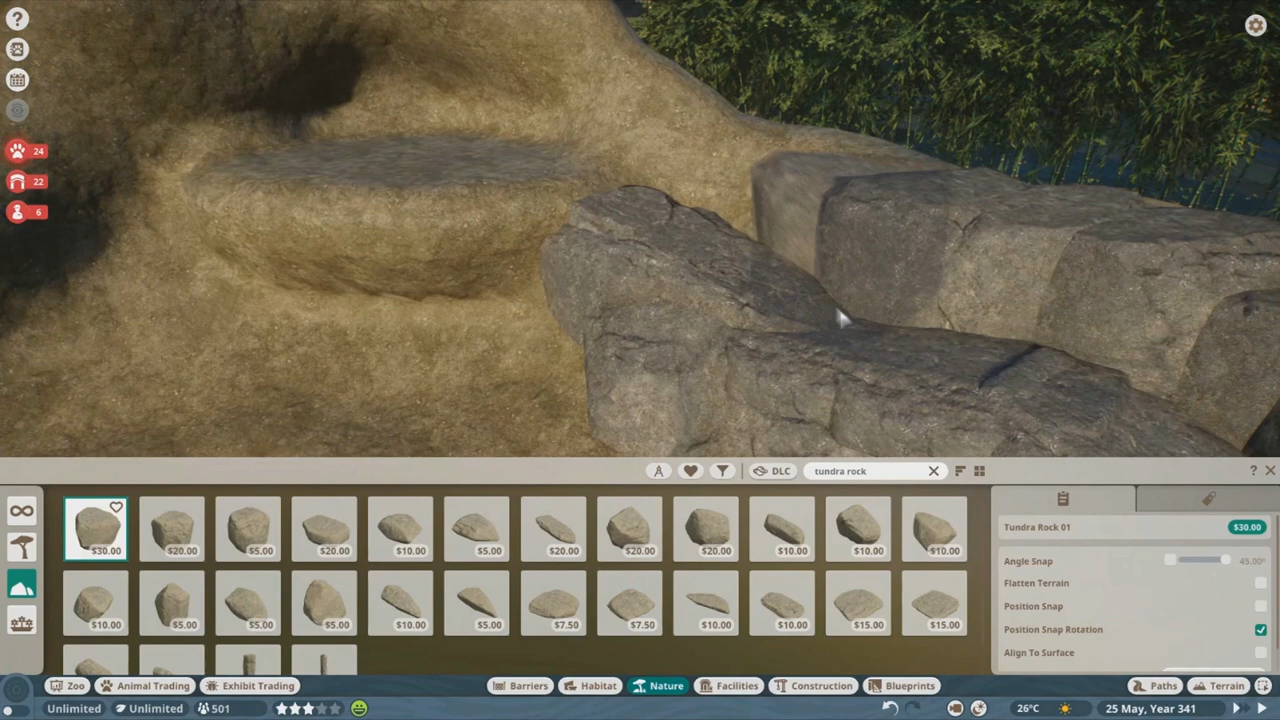 ?
24
22
6
DLC
tundra rock
?
$30.00 $20.00 $5.00 $20.00 $10.00 $5.00 $20.00 $20.00 $20.00 $10.00 $10.00 $10.00
$10.00 $5.00 $5.00 $5.00 $10.00 $5.00 $7.50 $7.50 $10.00 $10.00 $15.00 $15.00
Tundra Rock 01 $30.00
Angle Snap 45.00°
Flatten Terrain
Position Snap
Position Snap Rotation
Align To Surface
Zoo Animal Trading Exhibit Trading Barriers Habitat Nature Facilities Construction Blueprints Paths Terrain
Unlimited Unlimited 501 26°C 25 May, Year 341